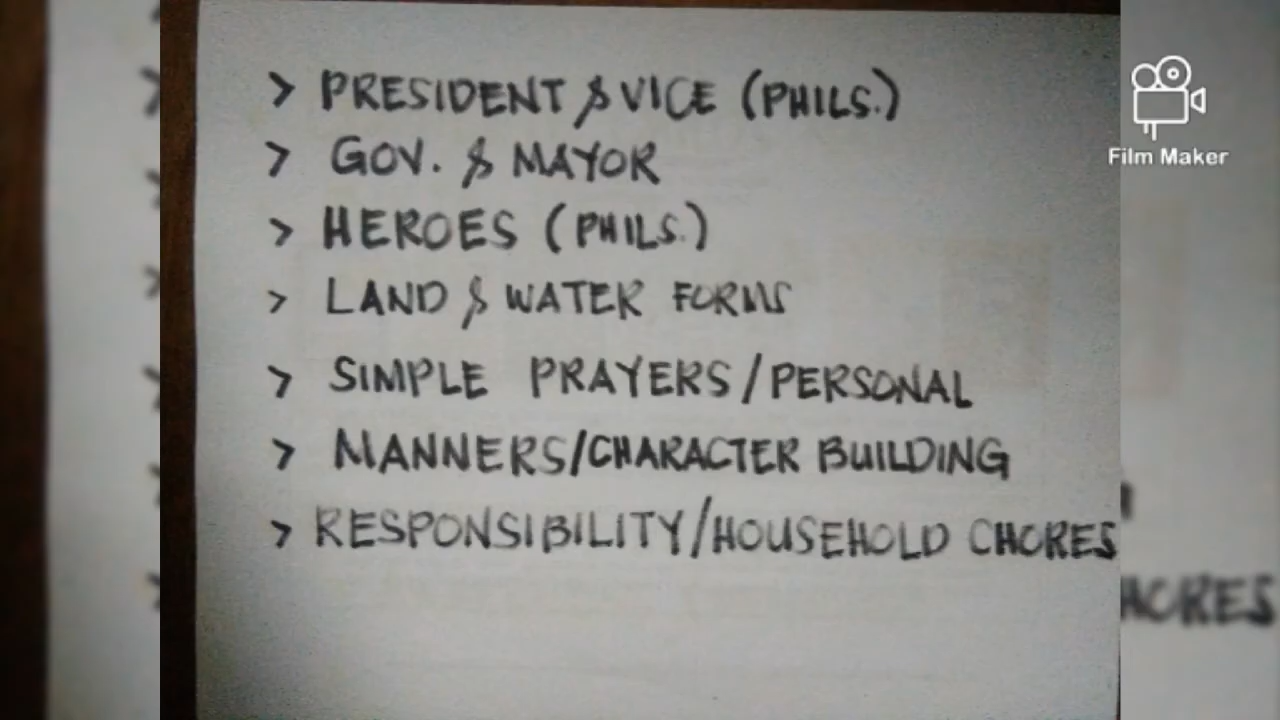 > PRESIDENT & VICE (PHILS.)
> GOV. & MAYOR
> HEROES (PHILS.)
> LAND & WATER FORMS
> SIMPLE PRAYERS/PERSONAL
> MANNERS/CHARACTER BUILDING
> RESPONSIBILITY/HOUSEHOLD CHORES
Film Maker